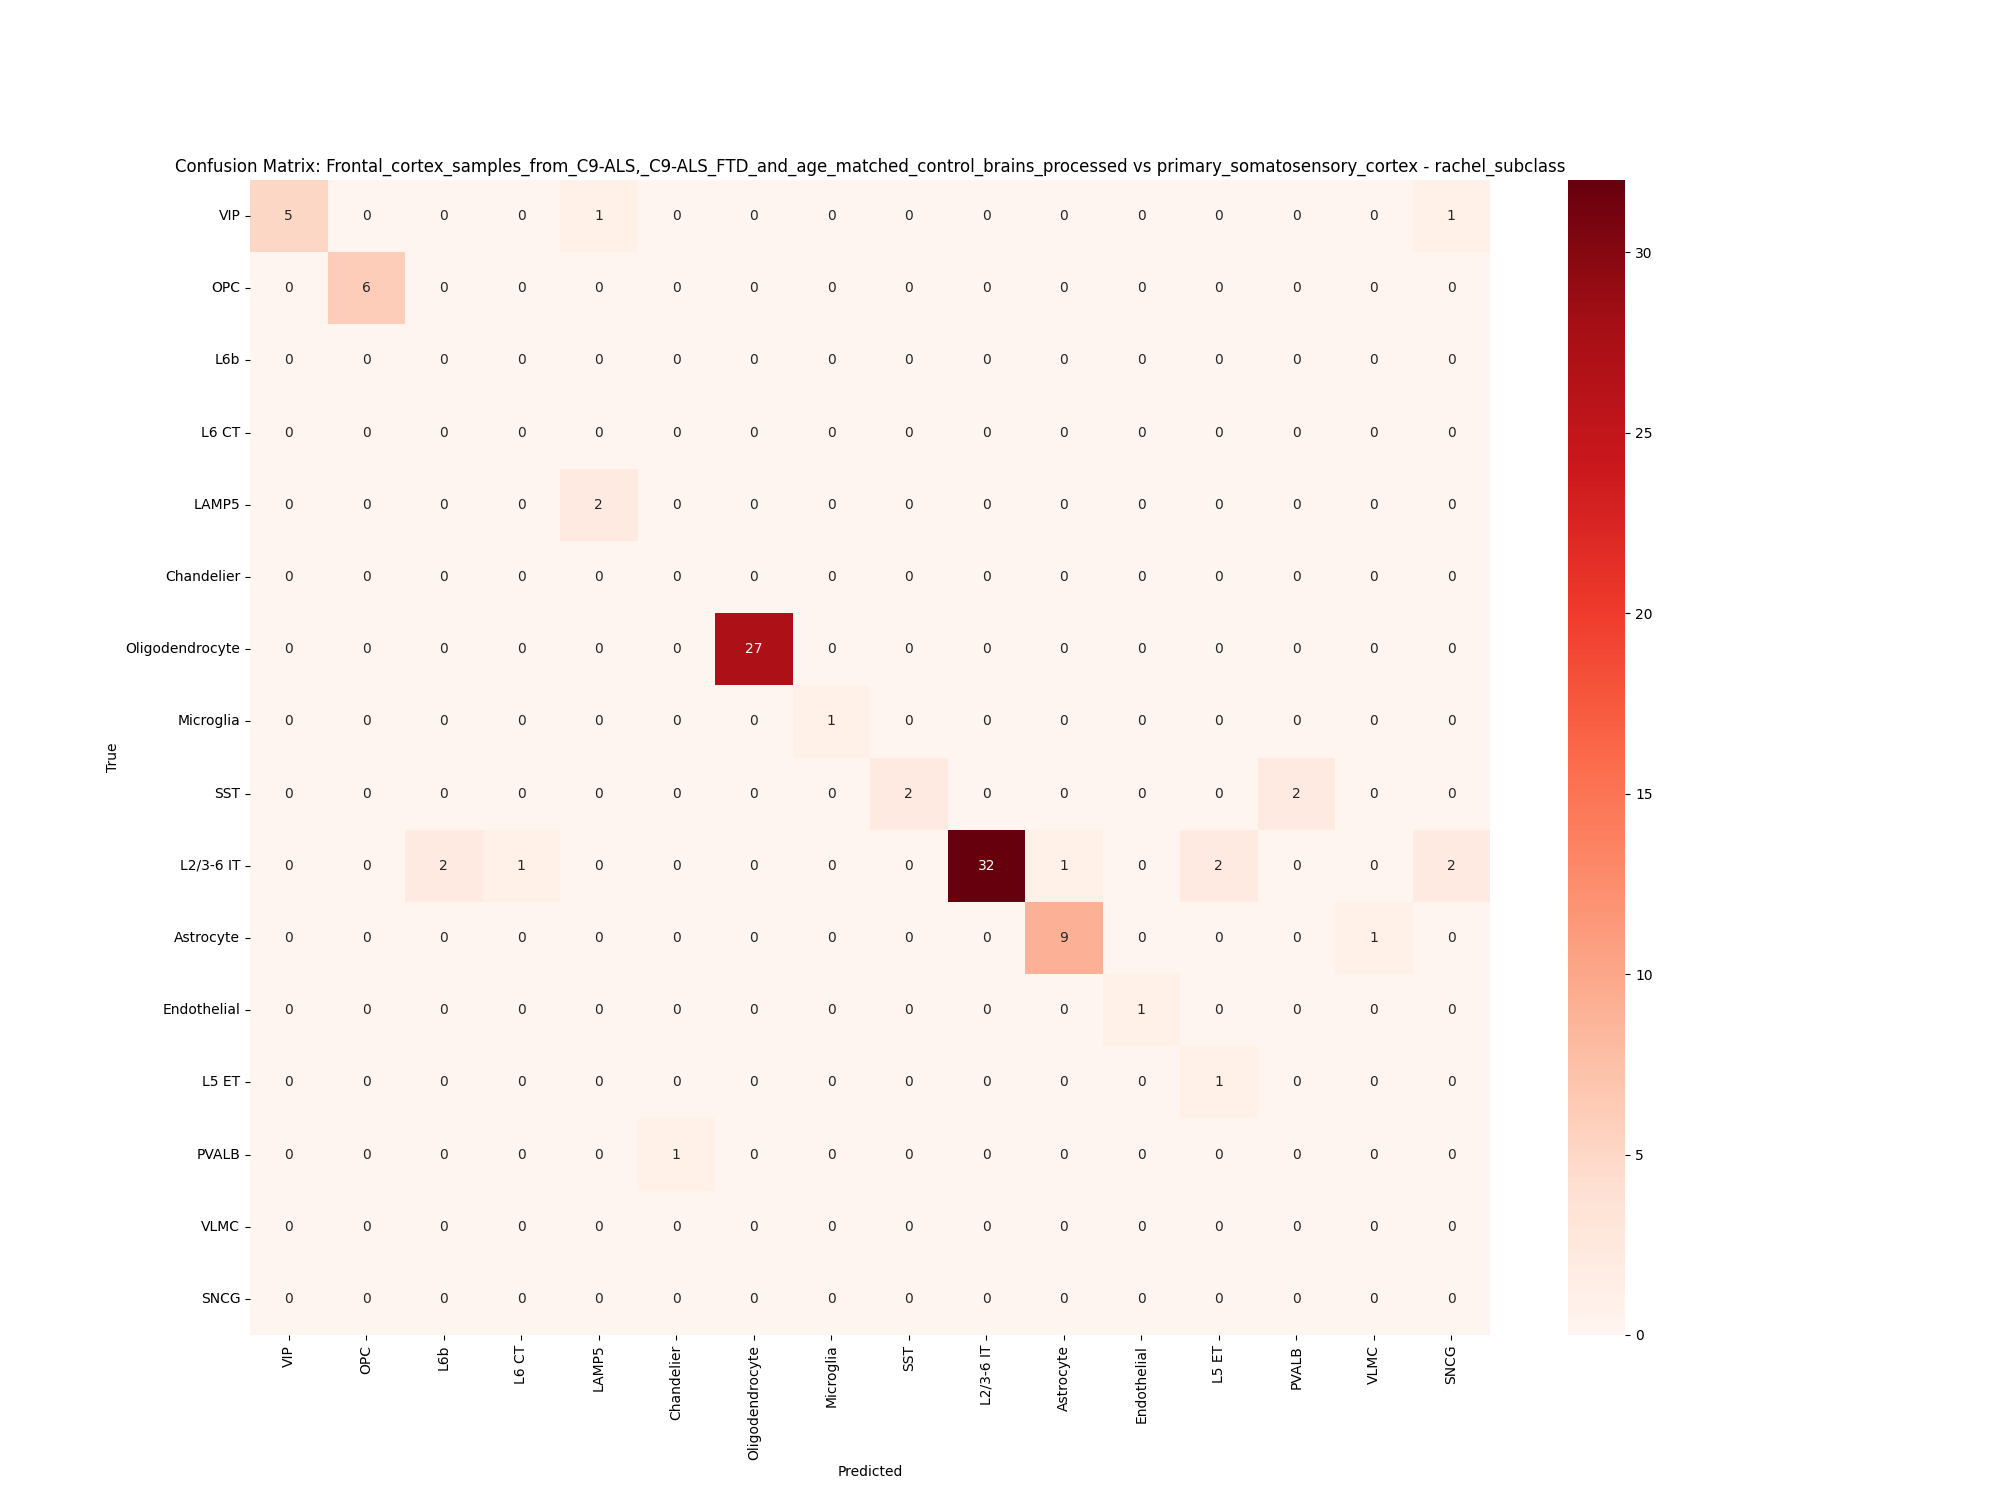 Confusion Matrix: Frontal_cortex_samples_from_C9-ALS,_C9-ALS_FTD_and_age_matched_control_brains_processed vs primary_somatosensory_cortex - rachel_subclass
VIP 5 0 0 0 1 0 0 0 0 0 0 0 0 0 0 1
OPC 0 6 0 0 0 0 0 0 0 0 0 0 0 0 0 0
L6b 0 0 0 0 0 0 0 0 0 0 0 0 0 0 0 0
L6 CT 0 0 0 0 0 0 0 0 0 0 0 0 0 0 0 0
LAMP5 0 0 0 0 2 0 0 0 0 0 0 0 0 0 0 0
Chandelier 0 0 0 0 0 0 0 0 0 0 0 0 0 0 0 0
Oligodendrocyte 0 0 0 0 0 0 27 0 0 0 0 0 0 0 0 0
Microglia 0 0 0 0 0 0 0 1 0 0 0 0 0 0 0 0
SST 0 0 0 0 0 0 0 0 2 0 0 0 0 2 0 0
L2/3-6 IT 0 0 2 1 0 0 0 0 0 32 1 0 2 0 0 2
Astrocyte 0 0 0 0 0 0 0 0 0 0 9 0 0 0 1 0
Endothelial 0 0 0 0 0 0 0 0 0 0 0 1 0 0 0 0
L5 ET 0 0 0 0 0 0 0 0 0 0 0 0 1 0 0 0
PVALB 0 0 0 0 0 1 0 0 0 0 0 0 0 0 0 0
VLMC 0 0 0 0 0 0 0 0 0 0 0 0 0 0 0 0
SNCG 0 0 0 0 0 0 0 0 0 0 0 0 0 0 0 0
True
VIP OPC L6b L6 CT LAMP5 Chandelier Oligodendrocyte Microglia SST L2/3-6 IT Astrocyte Endothelial L5 ET PVALB VLMC SNCG
Predicted
30
25
20
15
10
5
0